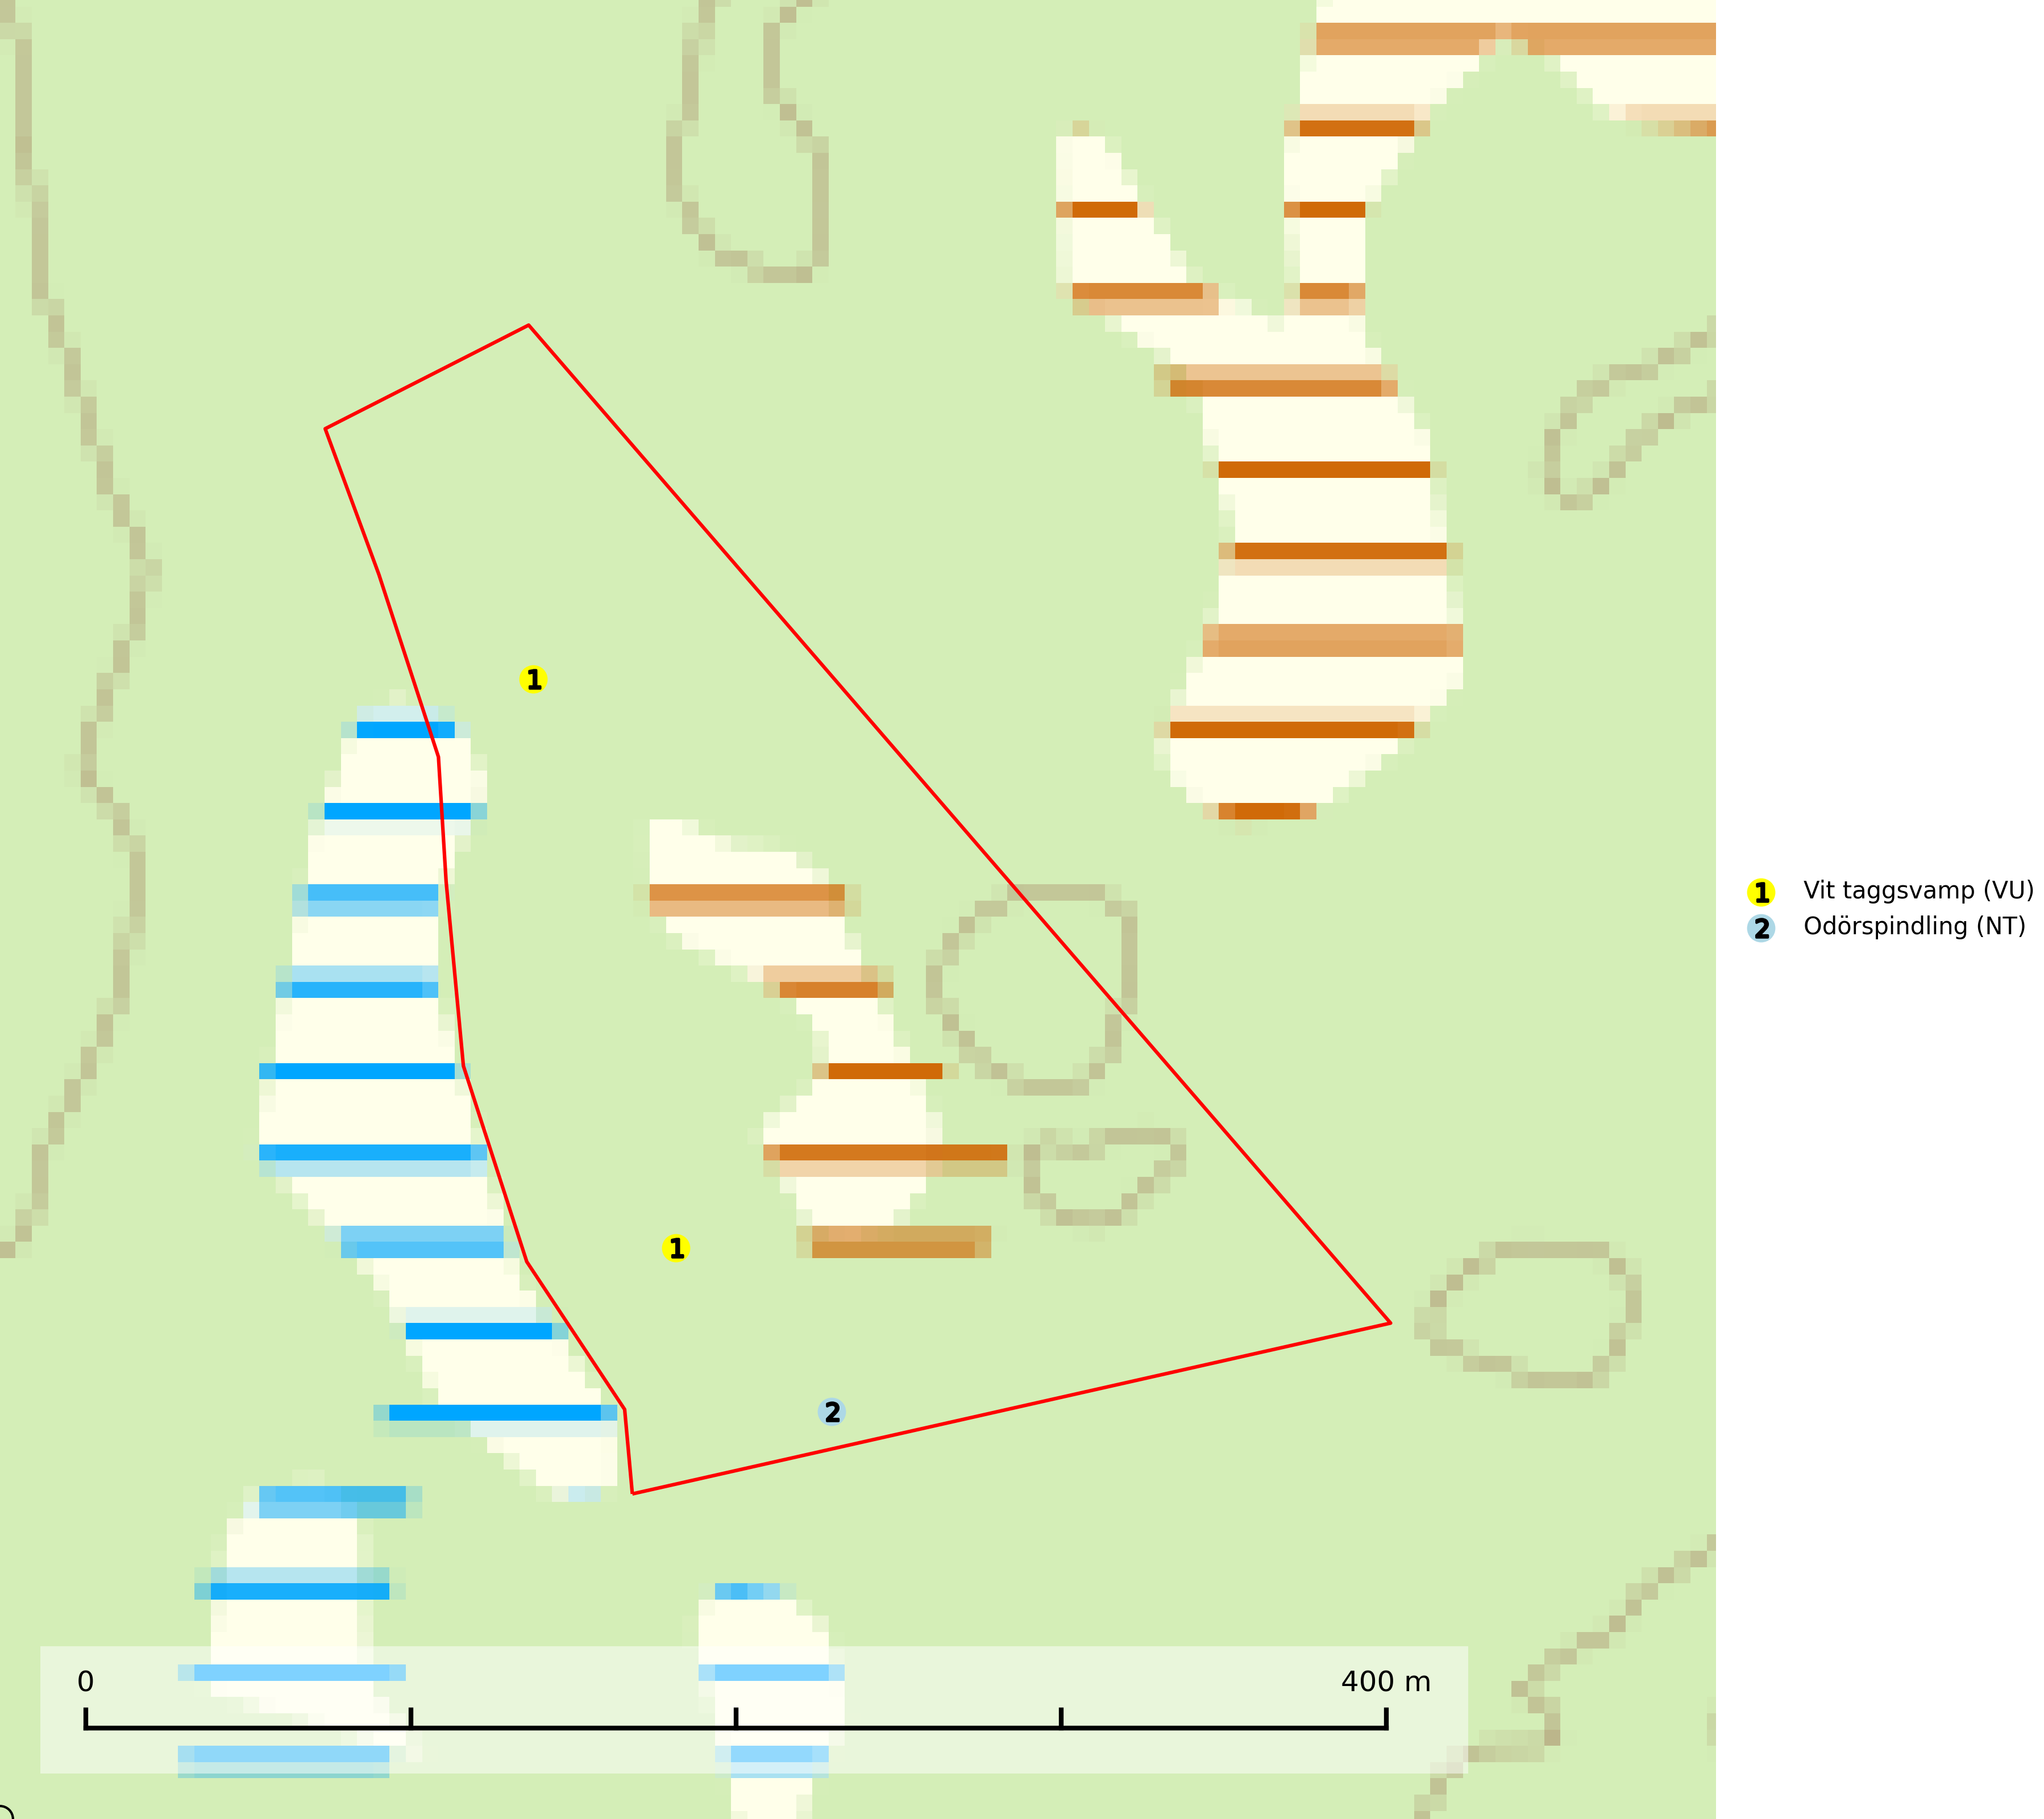 1
1
2
0 400 m
1 Vit taggsvamp (VU)
2 Odörspindling (NT)